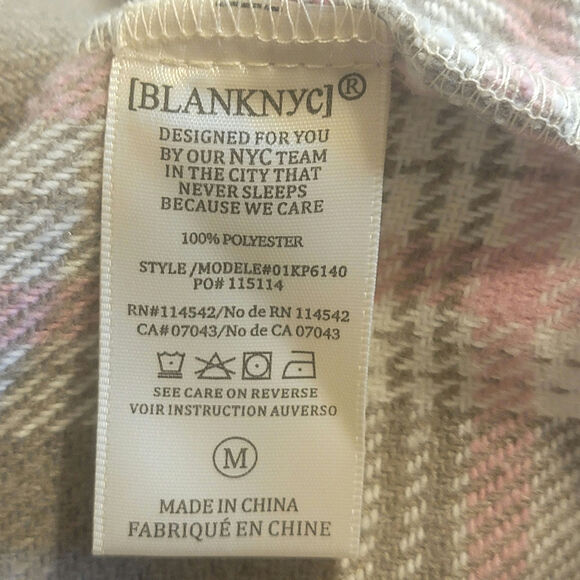 [BLANKNYC]®
DESIGNED FOR YOU
BY OUR NYC TEAM
IN THE CITY THAT
NEVER SLEEPS
BECAUSE WE CARE
100% POLYESTER
STYLE/MODELE#01KP6140
PO# 115114
RN#114542/No de RN 114542
CA#07043/No de CA 07043
SEE CARE ON REVERSE
VOIR INSTRUCTION AUVERSO
M
MADE IN CHINA
FABRIQUÉ EN CHINE